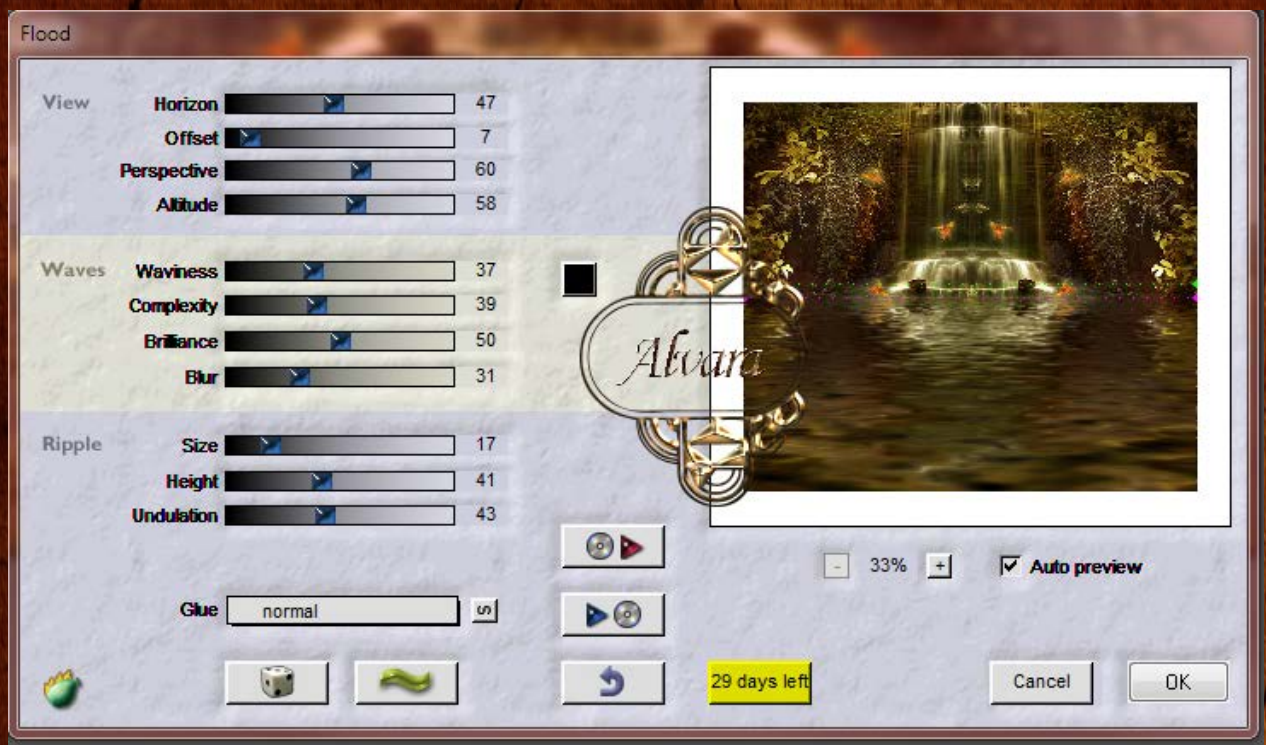 Flood
View Horizon 47
Offset 7
Perspective 60
Altitude 58
Waves Waviness 37
Complexity 39
Brilliance 50
Blur 31
Alvara
Ripple Size 17
Height 41
Undulation 43
- 33% + Auto preview
Glue normal S
29 days left Cancel OK